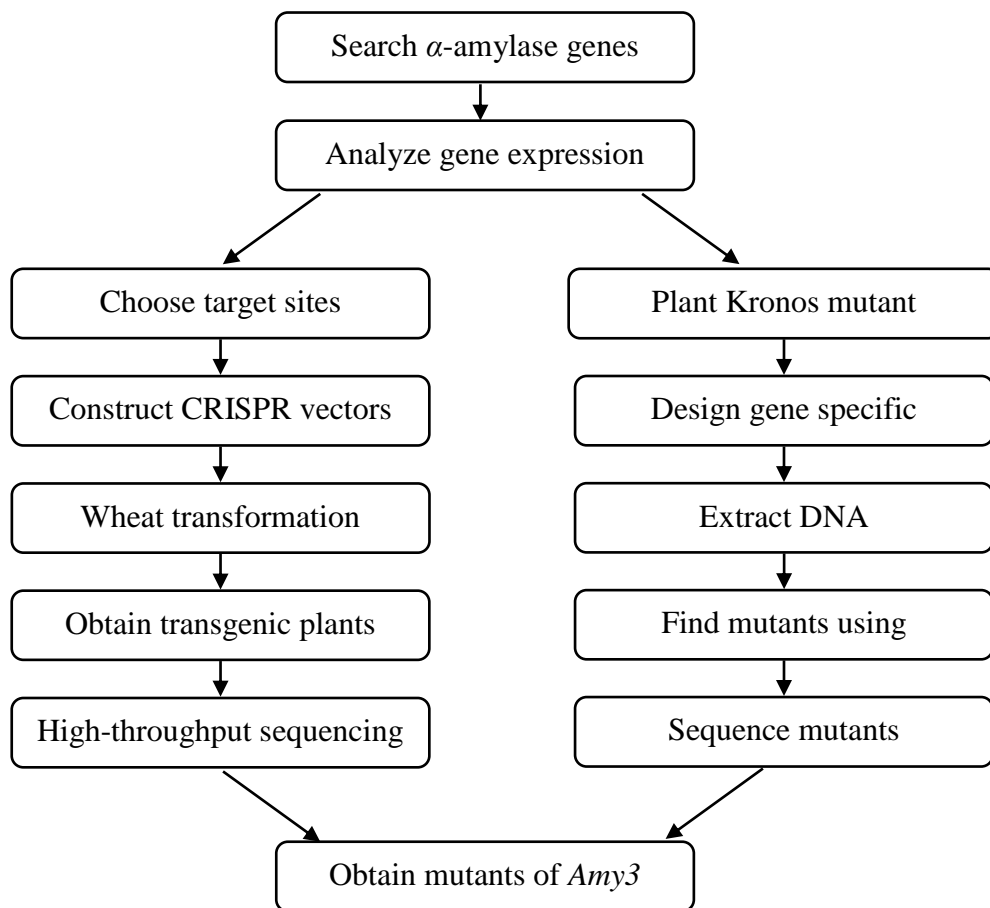 Search α-amylase genes
Analyze gene expression
Choose target sites
Plant Kronos mutant
Construct CRISPR vectors
Design gene specific
Wheat transformation
Extract DNA
Obtain transgenic plants
Find mutants using
High-throughput sequencing
Sequence mutants
Obtain mutants of Amy3